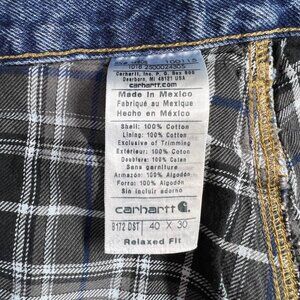 Carhartt, Inc. P.O. Box 600
Dearborn, MI 48121 USA
carhartt.com
Made In Mexico
Fabriqué au Mexique
Hecho en México
Shell: 100% Cotton
Lining: 100% Cotton
Exclusive of Trimming
Extérieur: 100% Coton
Doublure: 100% Coton
Sans garniture
Armazón: 100% Algodón
Forro: 100% Algodón
Sin incluir adorno
carhartt
B172 DST 40 X 30
Relaxed Fit